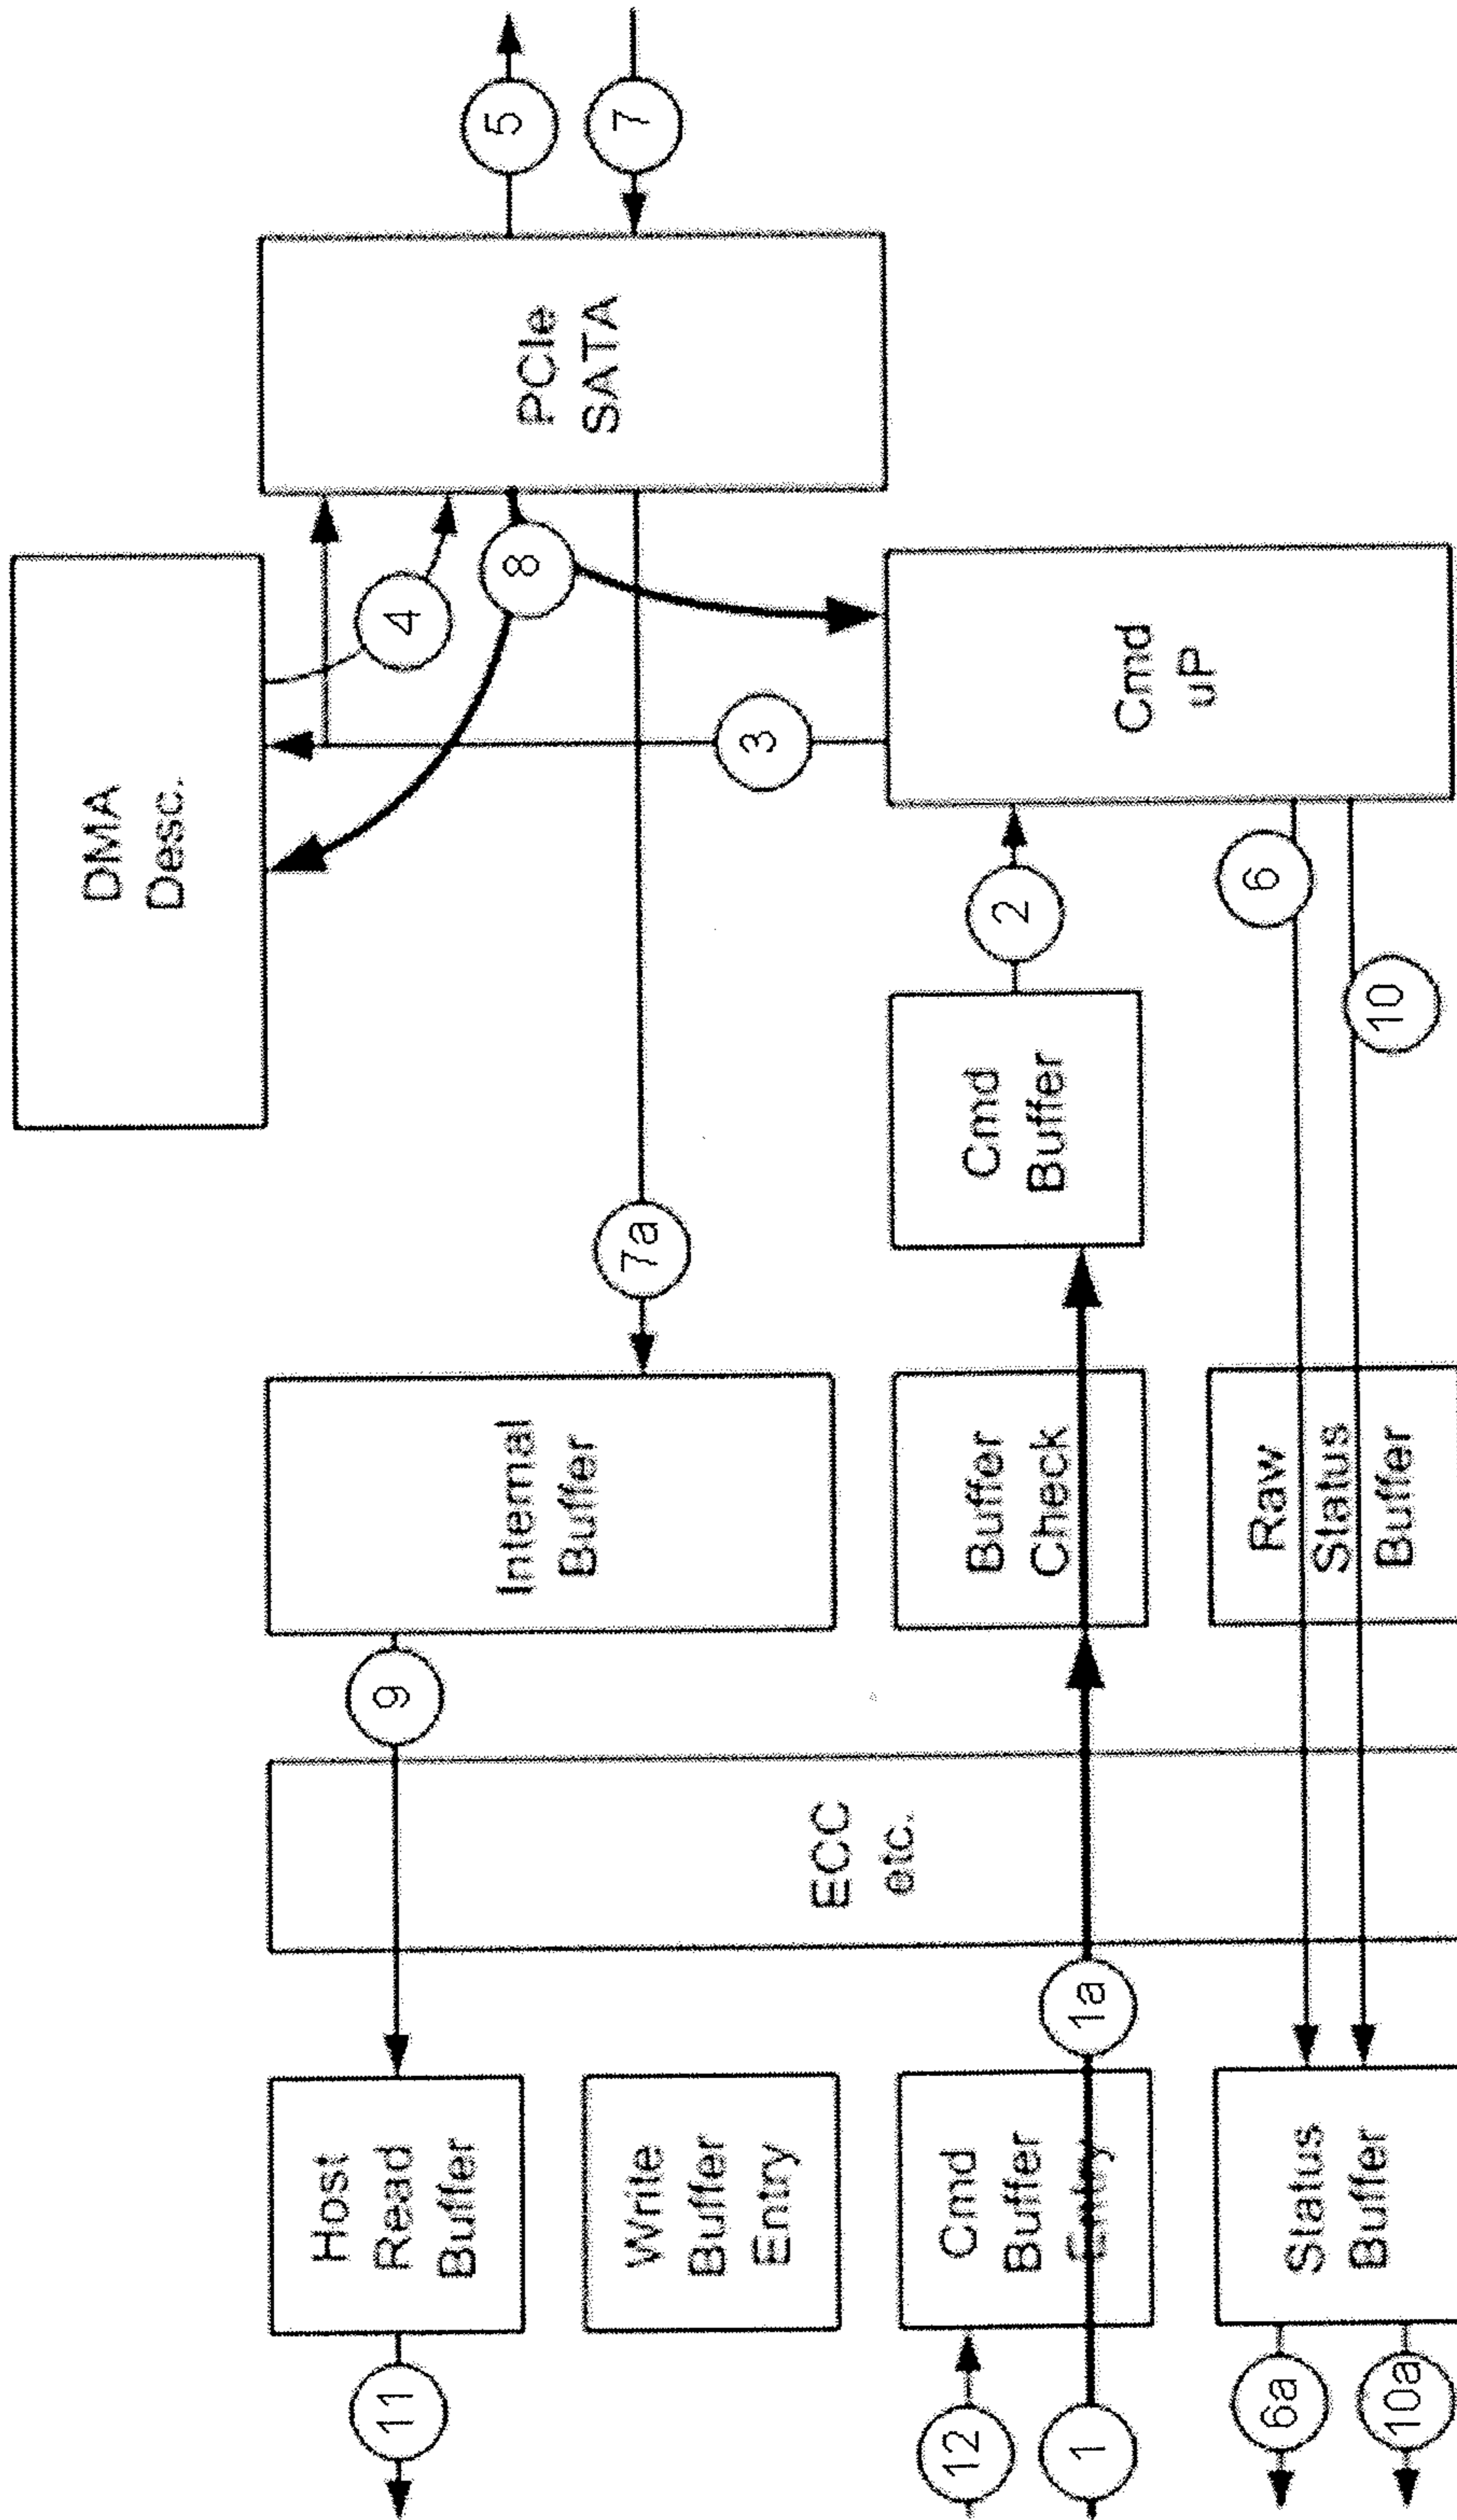 11
Host
Read
Buffer
9
Internal
Buffer
DMA
Desc.
4
8
PCIe
SATA
5
7
7a
3
Write
Buffer
Entry
ECC
etc.
12
1
Cmd
Buffer
Entry
1a
Buffer
Check
Cmd
Buffer
2
Cmd
uP
6a
10a
Status
Buffer
Raw
Status
Buffer
6
10